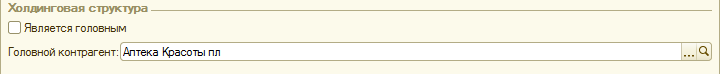 Холдинговая структура
Является головным
Головной контрагент: Аптека Красоты пл ...